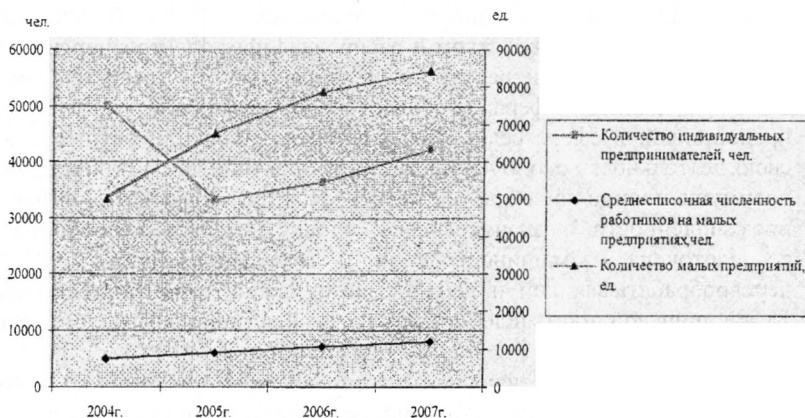 чел.
ед.
60000
50000
40000
30000
20000
10000
0
90000
80000
70000
60000
50000
40000
30000
20000
10000
0
2004г.
2005г.
2006г.
2007г.
Количество индивидуальных
предпринимателей, чел.
Среднесписочная численность
работников на малых
предприятиях,чел.
Количество малых предприятий,
ед.